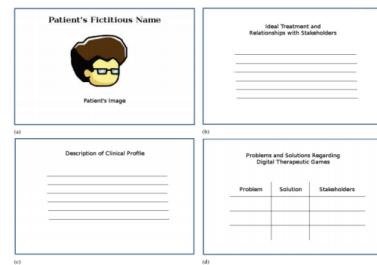 Patient's Fictitious Name
Patient's Image
(a)
Ideal Treatment and
Relationships with Stakeholders
(b)
Description of Clinical Profile
(c)
Problems and Solutions Regarding
Digital Therapeutic Games
Problem Solution Stakeholders
(d)